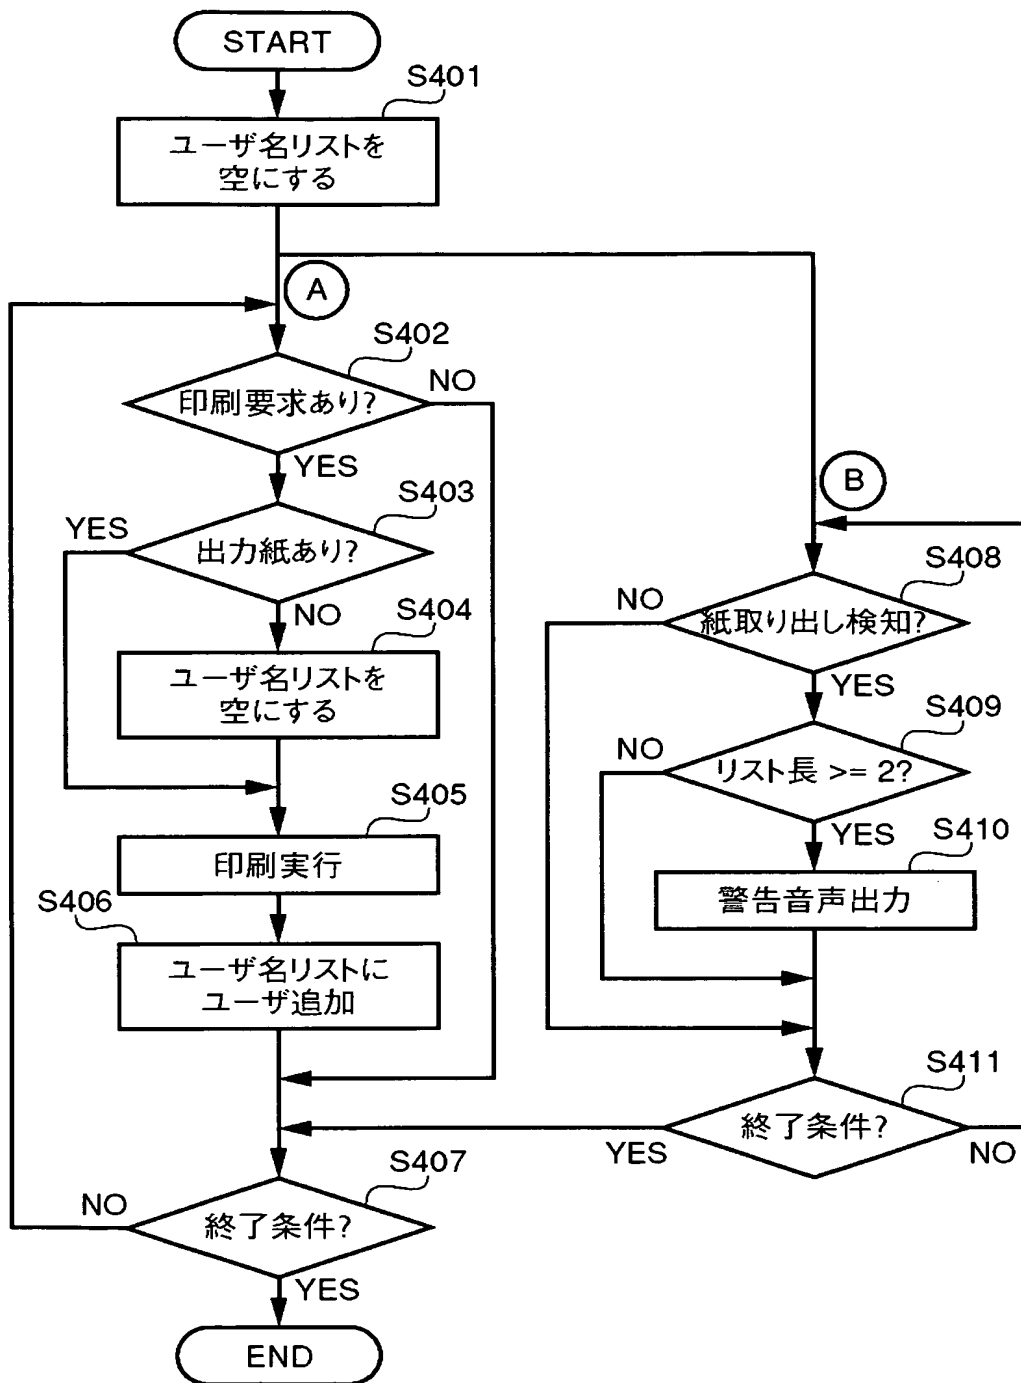 START
S401
ユーザ名リストを
空にする
A
S402
印刷要求あり?
NO
YES
S403
YES
出力紙あり?
NO
S404
ユーザ名リストを
空にする
S405
印刷実行
S406
ユーザ名リストに
ユーザ追加
S407
NO
終了条件?
YES
END
B
S408
NO
紙取り出し検知?
YES
S409
NO
リスト長 >= 2?
YES
S410
警告音声出力
S411
終了条件?
YES
NO